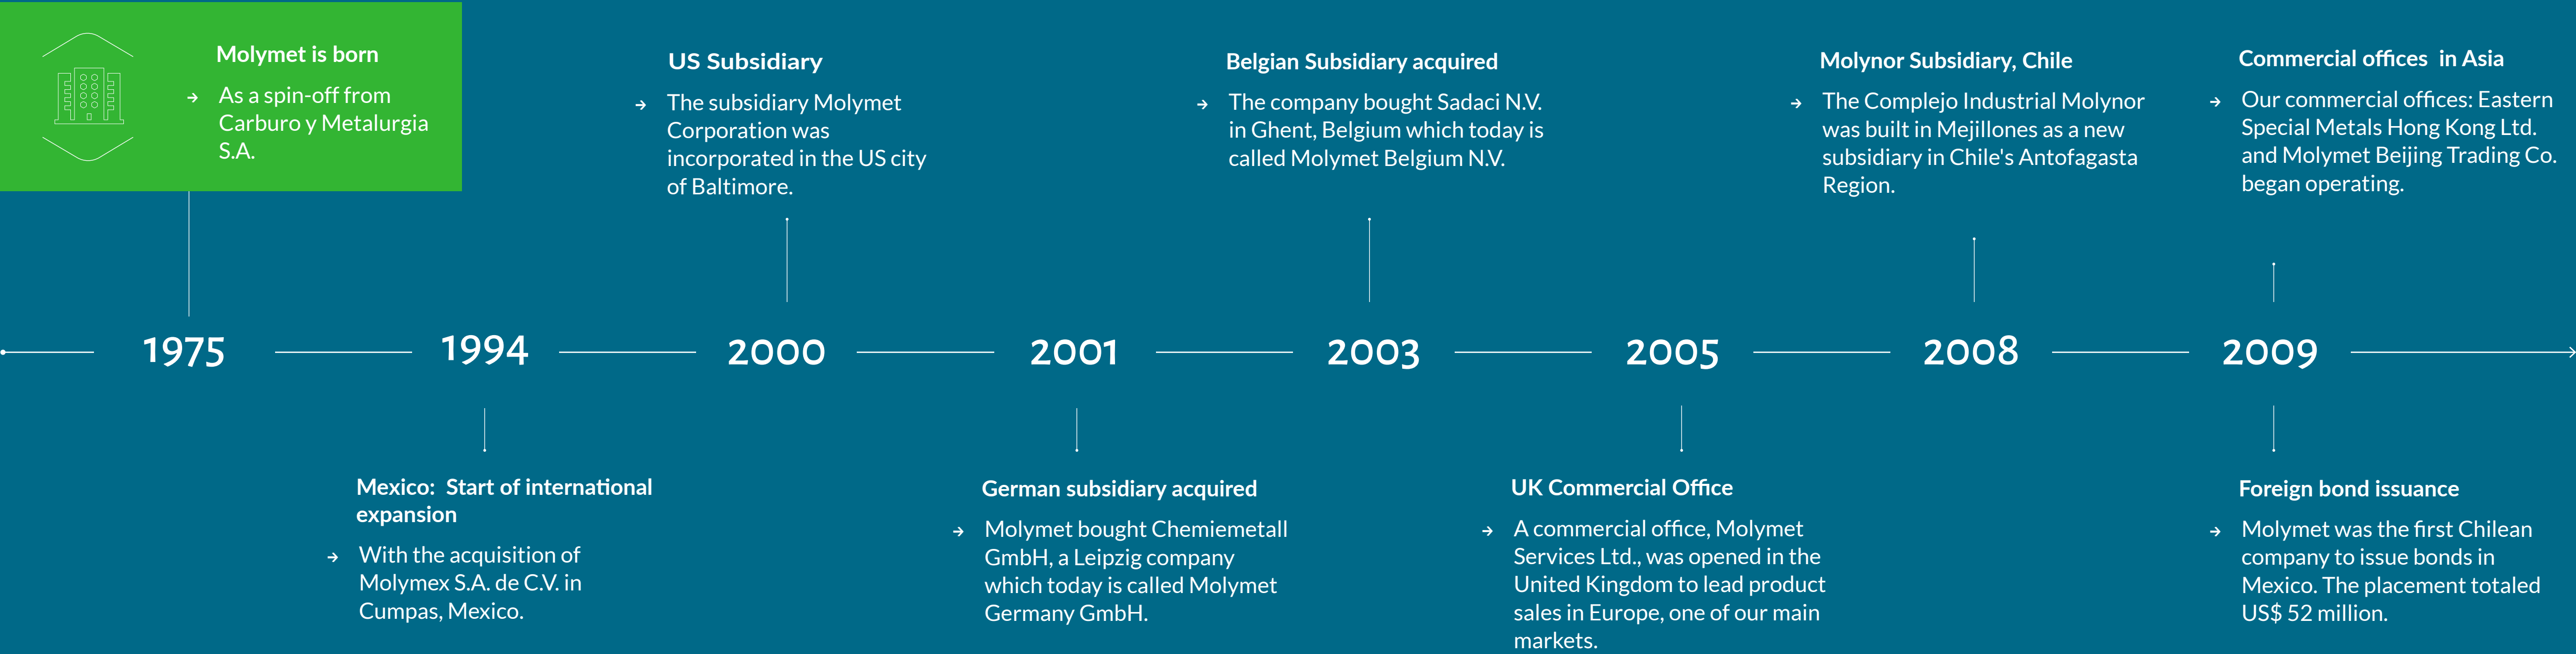 Molymet is born
As a spin-off from
Carburo y Metalurgia
S.A.
US Subsidiary
The subsidiary Molymet
Corporation was
incorporated in the US city
of Baltimore.
Belgian Subsidiary acquired
The company bought Sadaci N.V.
in Ghent, Belgium which today is
called Molymet Belgium N.V.
Molynor Subsidiary, Chile
The Complejo Industrial Molynor
was built in Mejillones as a new
subsidiary in Chile's Antofagasta
Region.
Commercial offices in Asia
Our commercial offices: Eastern
Special Metals Hong Kong Ltd.
and Molymet Beijing Trading Co.
began operating.
1975 1994 2000 2001 2003 2005 2008 2009
Mexico: Start of international
expansion
With the acquisition of
Molymex S.A. de C.V. in
Cumpas, Mexico.
German subsidiary acquired
Molymet bought Chemiemetall
GmbH, a Leipzig company
which today is called Molymet
Germany GmbH.
UK Commercial Office
A commercial office, Molymet
Services Ltd., was opened in the
United Kingdom to lead product
sales in Europe, one of our main
markets.
Foreign bond issuance
Molymet was the first Chilean
company to issue bonds in
Mexico. The placement totaled
US$ 52 million.